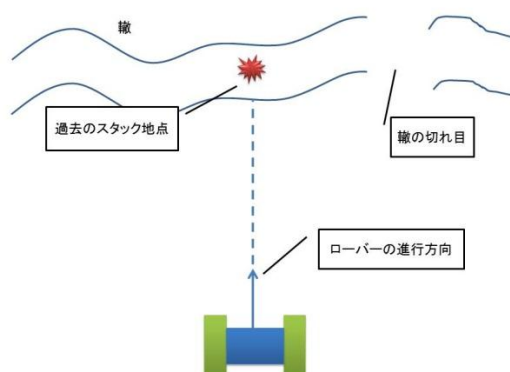 轍
過去のスタック地点
轍の切れ目
ローバーの進行方向